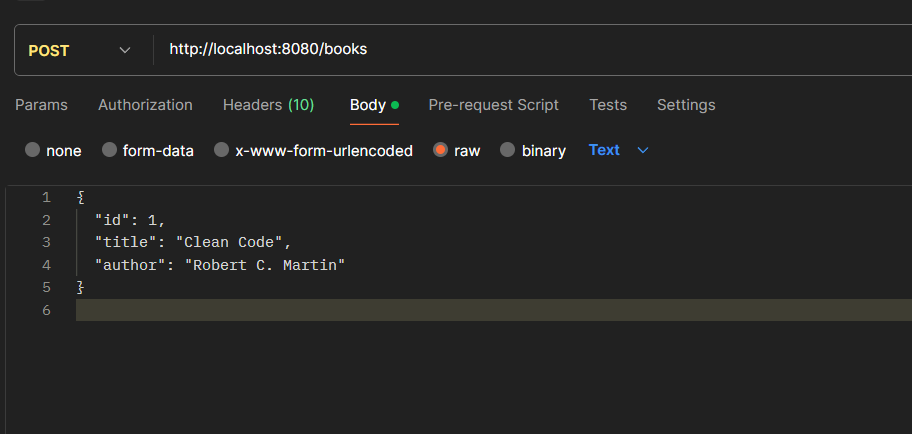 POST http://localhost:8080/books
Params Authorization Headers (10) Body Pre-request Script Tests Settings
none form-data x-www-form-urlencoded raw binary Text
1 {
2 "id": 1,
3 "title": "Clean Code",
4 "author": "Robert C. Martin"
5 }
6